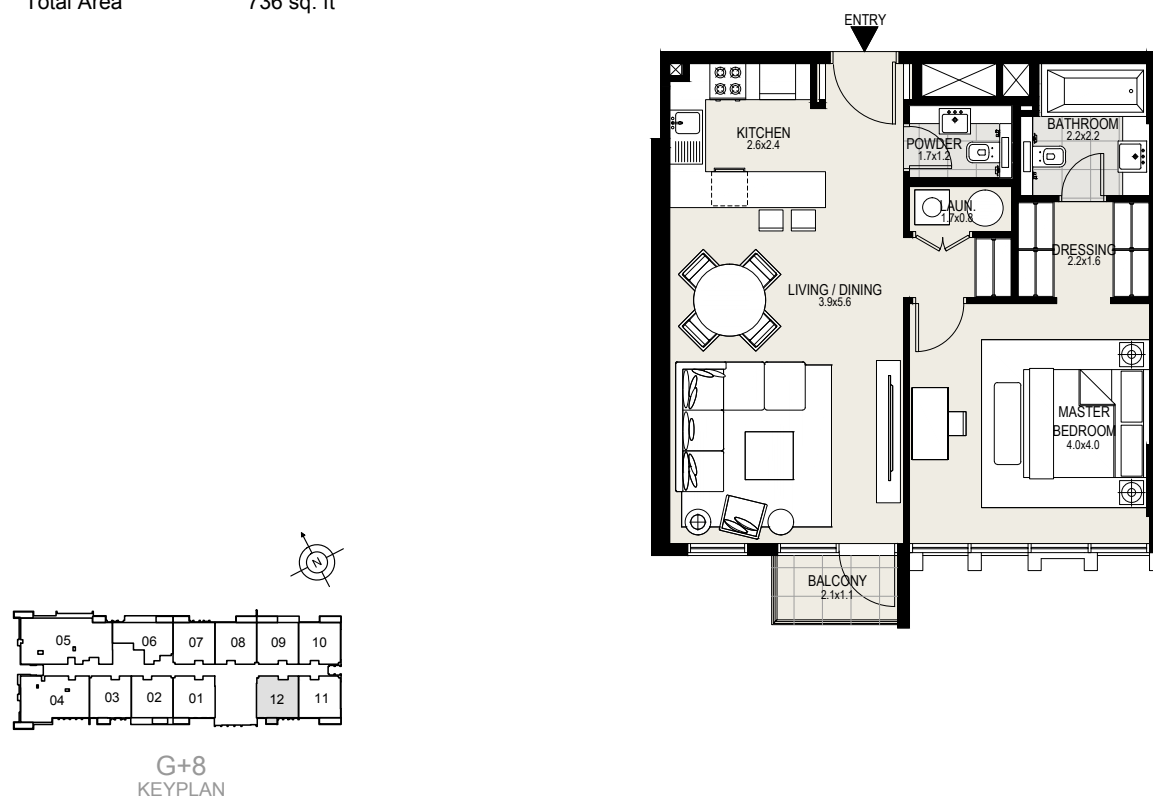 Total Area 736 sq. ft
ENTRY
KITCHEN
2.6x2.4
POWDER
1.7x1.2
BATHROOM
2.2x2.2
LAUN.
1.7x0.8
DRESSING
2.2x1.6
LIVING / DINING
3.9x5.6
MASTER
BEDROOM
4.0x4.0
BALCONY
2.1x1.1
N
05 06 07 08 09 10
04 03 02 01 12 11
G+8
KEYPLAN